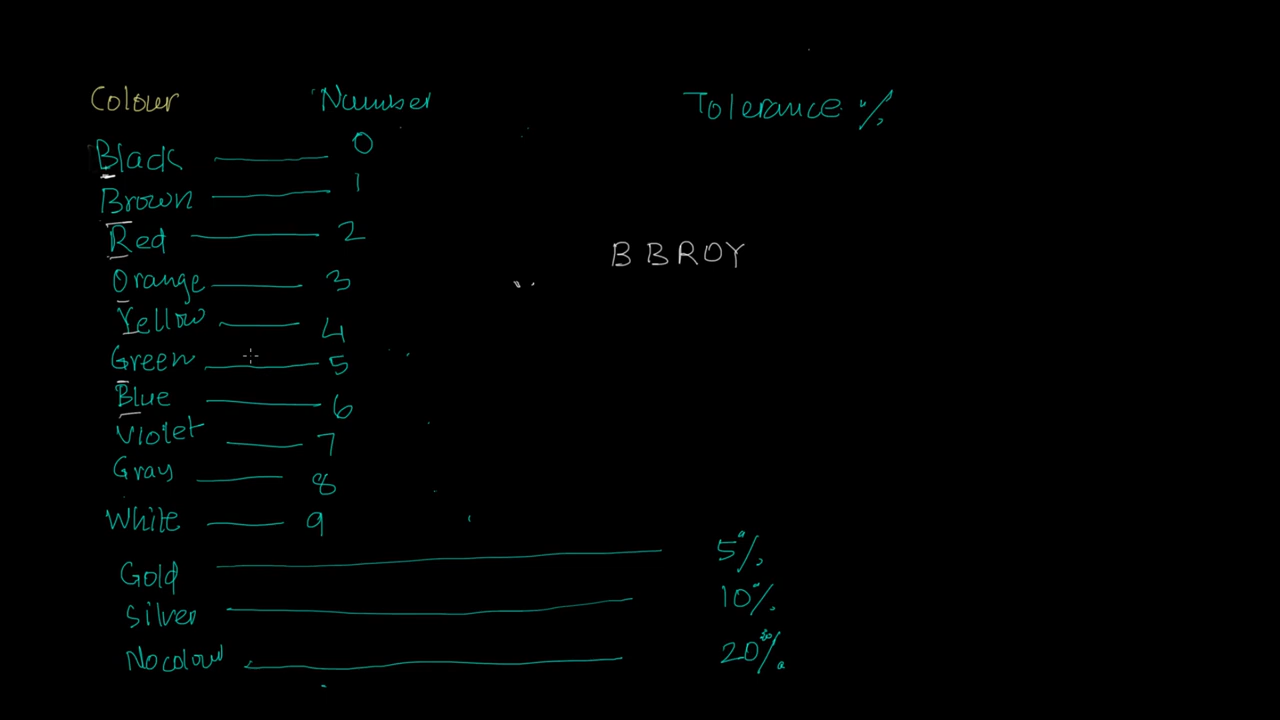 Colour Number Tolerance %
Black 0
Brown 1
Red 2
B B R O Y
Orange 3
Yellow 4
Green 5
Blue 6
Violet 7
Gray 8
White 9
Gold 5%
Silver 10%
No colour 20%